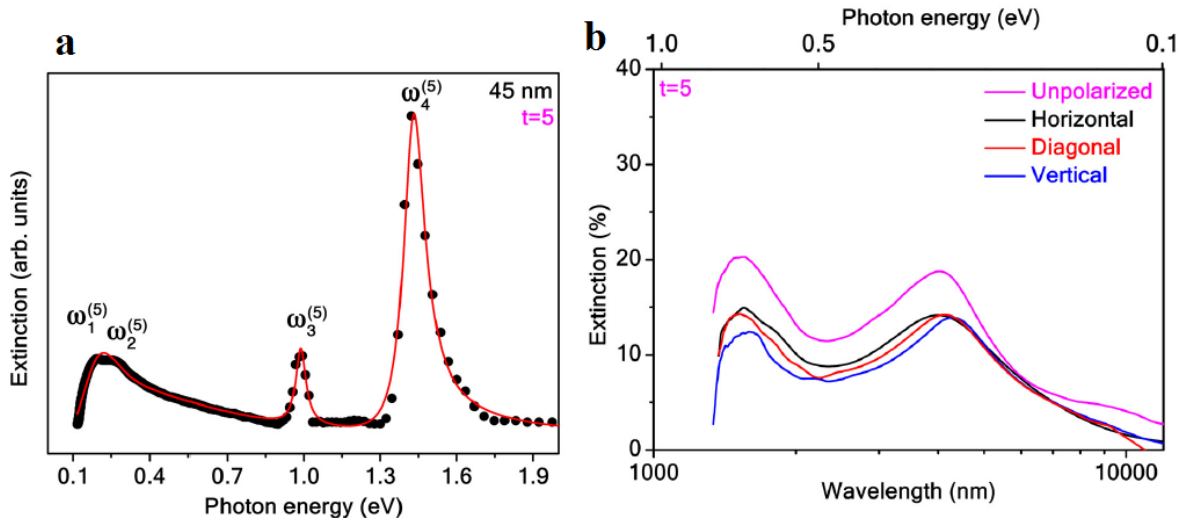 a
45 nm
t=5
ω₁⁽⁵⁾
ω₂⁽⁵⁾
ω₃⁽⁵⁾
ω₄⁽⁵⁾
Extinction (arb. units)
0.1 0.4 0.7 1.0 1.3 1.6 1.9
Photon energy (eV)
b
Photon energy (eV)
1.0 0.5 0.1
t=5
Unpolarized
Horizontal
Diagonal
Vertical
Extinction (%)
40
30
20
10
0
1000 10000
Wavelength (nm)